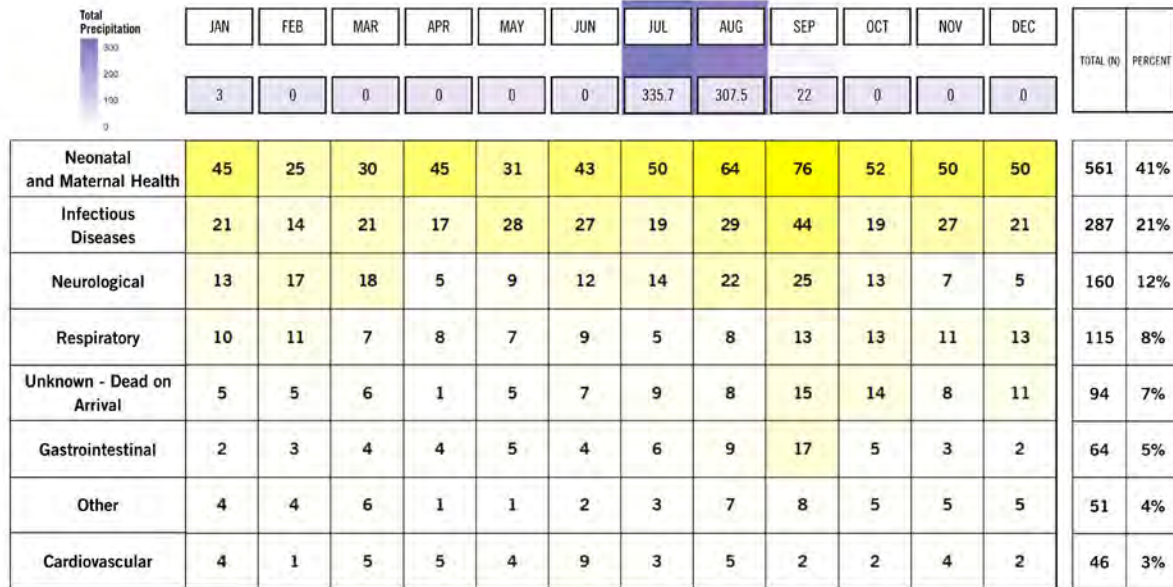 Total
Precipitation
300
200
100
0
JAN FEB MAR APR MAY JUN JUL AUG SEP OCT NOV DEC TOTAL (N) PERCENT
3 0 0 0 0 0 335.7 307.5 22 0 0 0
Neonatal
and Maternal Health 45 25 30 45 31 43 50 64 76 52 50 50 561 41%
Infectious
Diseases 21 14 21 17 28 27 19 29 44 19 27 21 287 21%
Neurological 13 17 18 5 9 12 14 22 25 13 7 5 160 12%
Respiratory 10 11 7 8 7 9 5 8 13 13 11 13 115 8%
Unknown - Dead on
Arrival 5 5 6 1 5 7 9 8 15 14 8 11 94 7%
Gastrointestinal 2 3 4 4 5 4 6 9 17 5 3 2 64 5%
Other 4 4 6 1 1 2 3 7 8 5 5 5 51 4%
Cardiovascular 4 1 5 5 4 9 3 5 2 2 4 2 46 3%